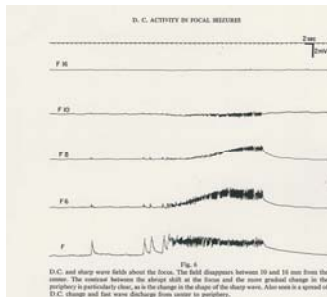 D. C. ACTIVITY IN FOCAL SEIZURES
2 sec
2mV
F 16
F 10
F 8
F 6
F
Fig. 6
D.C. and sharp wave fields about the focus. The field disappears between 10 and 16 mm from the
center. The contrast between the abrupt shift at the focus and the more gradual change in the
periphery is particularly clear, as is the change in the shape of the sharp wave. Also seen is a spread of
D.C. change and fast wave discharge from center to periphery.